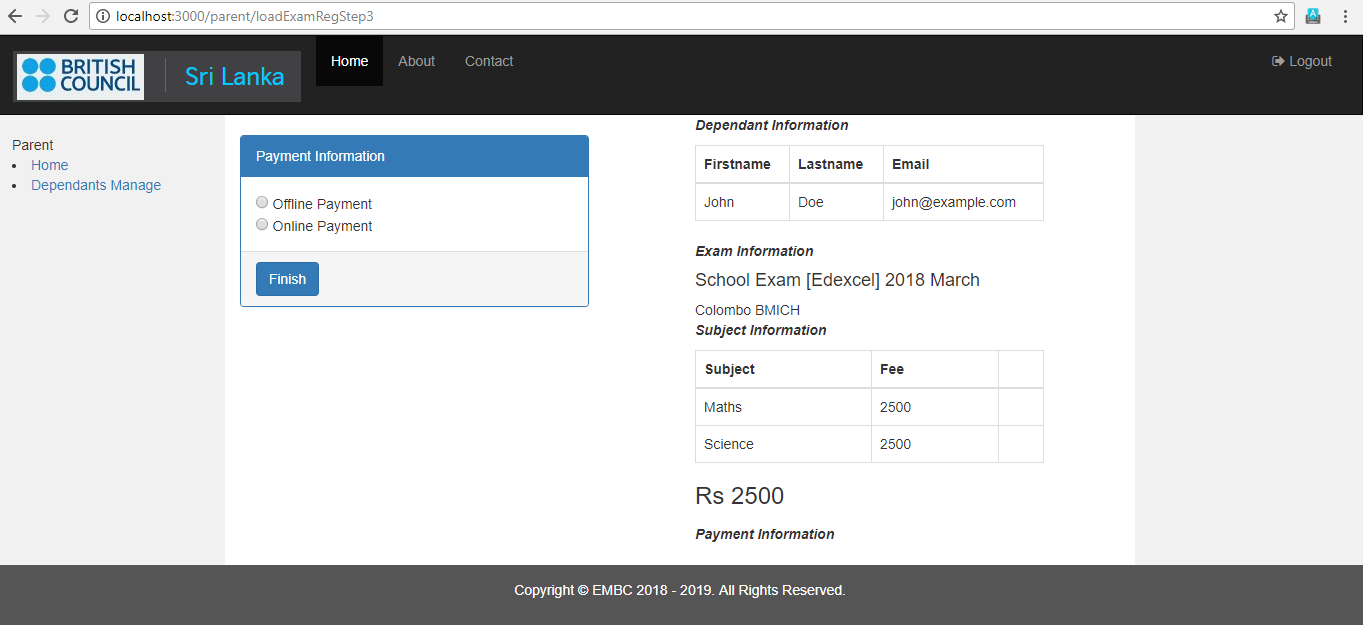 localhost:3000/parent/loadExamRegStep3
BRITISH
COUNCIL
Sri Lanka
Home
About
Contact
Logout
Parent
Home
Dependants Manage
Payment Information
Offline Payment
Online Payment
Finish
Dependant Information
Firstname Lastname Email
John Doe john@example.com
Exam Information
School Exam [Edexcel] 2018 March
Colombo BMICH
Subject Information
Subject Fee
Maths 2500
Science 2500
Rs 2500
Payment Information
Copyright © EMBC 2018 - 2019. All Rights Reserved.